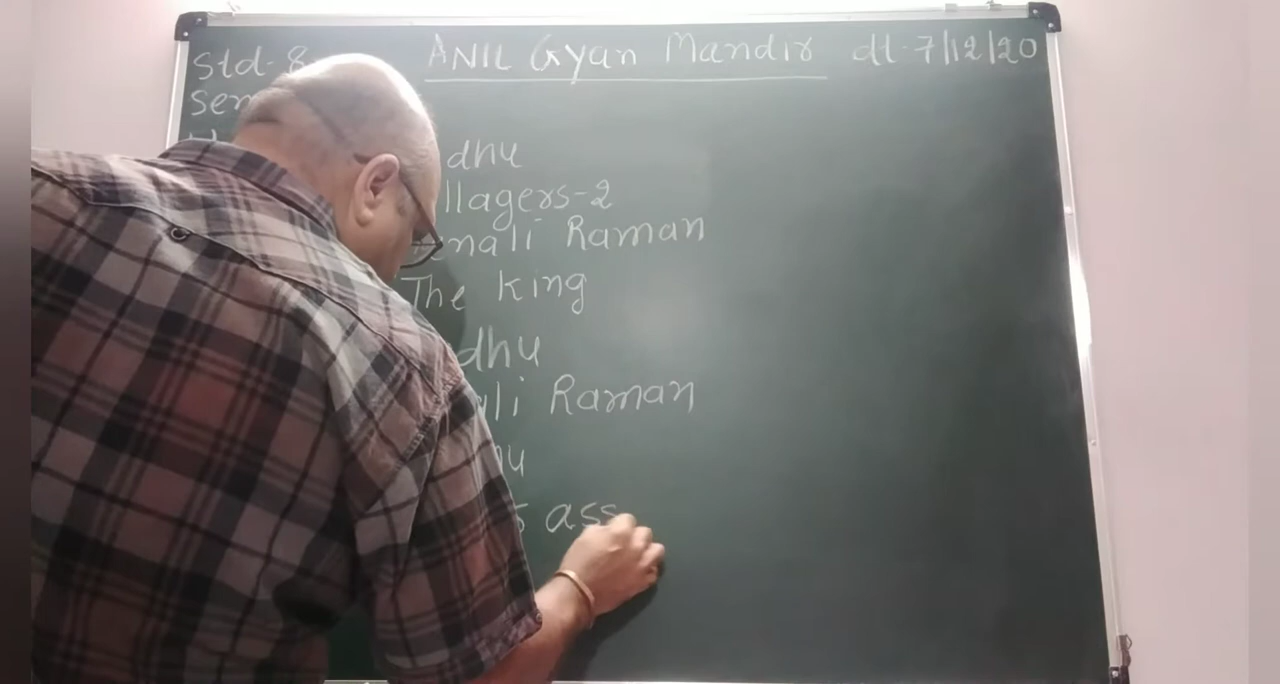 Std-8 ANIL Gyan Mandir dt-7/12/20
Sem
dhu
llagers-2
enali Raman
The king
dhu
li Raman
hu
s ass